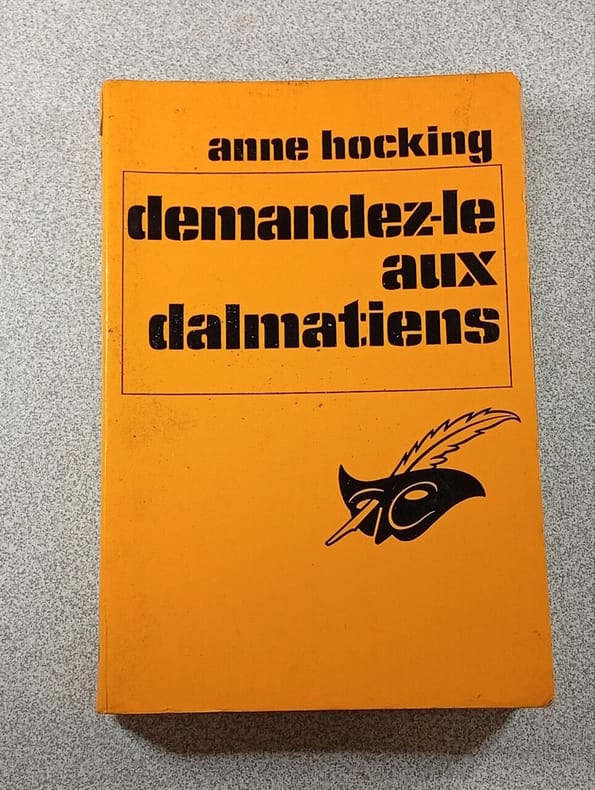 anne hocking
demandez-le
aux
dalmatiens